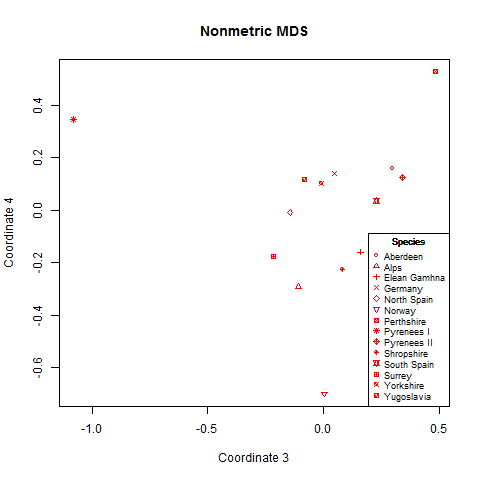 Nonmetric MDS
Coordinate 4
0.4
0.2
0.0
-0.2
-0.4
-0.6
Species
Aberdeen
Alps
Elean Gamhna
Germany
North Spain
Norway
Perthshire
Pyrenees I
Pyrenees II
Shropshire
South Spain
Surrey
Yorkshire
Yugoslavia
-1.0 -0.5 0.0 0.5
Coordinate 3